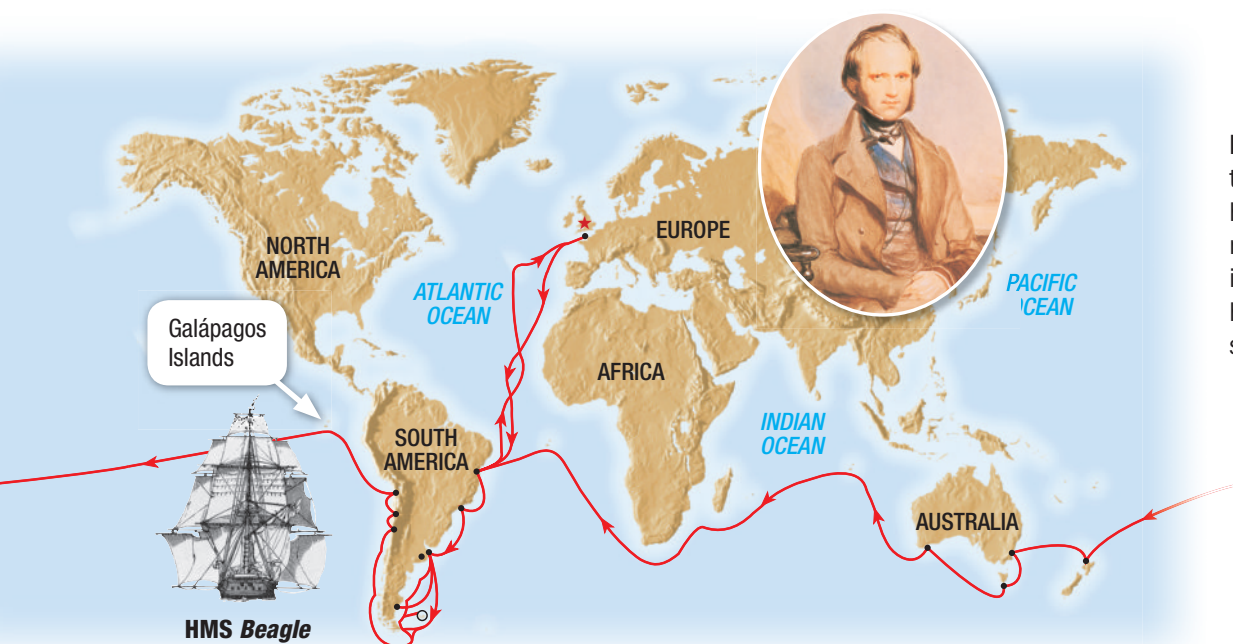 NORTH
AMERICA
ATLANTIC
OCEAN
EUROPE
PACIFIC
CEAN
Galápagos
Islands
AFRICA
INDIAN
OCEAN
SOUTH
AMERICA
AUSTRALIA
HMS Beagle